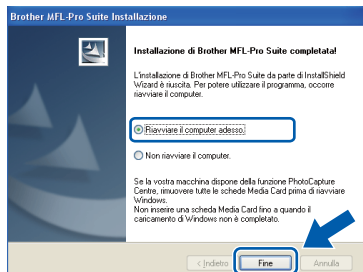 Brother MFL-Pro Suite Installazione
Installazione di Brother MFL-Pro Suite completata!
L'installazione di Brother MFL-Pro Suite da parte di InstallShield
Wizard è riuscita. Per potere utilizzare il programma, occorre
riavviare il computer.
Riavviare il computer adesso.
Non riavviare il computer.
Se la vostra macchina dispone della funzione PhotoCapture
Centre, rimuovere tutte le schede Media Card prima di riavviare
Windows.
Non inserire una scheda Media Card fino a quando il
caricamento di Windows non è completato.
< Indietro
Fine
Annulla